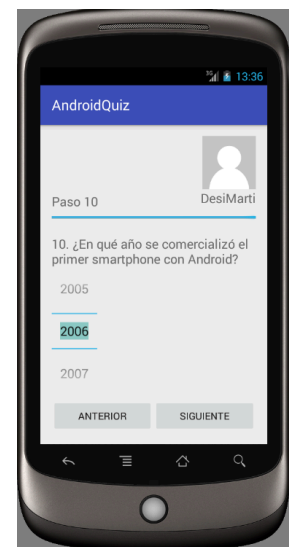 3G 13:36
AndroidQuiz
Paso 10
DesiMarti
10. ¿En qué año se comercializó el
primer smartphone con Android?
2005
2006
2007
ANTERIOR SIGUIENTE